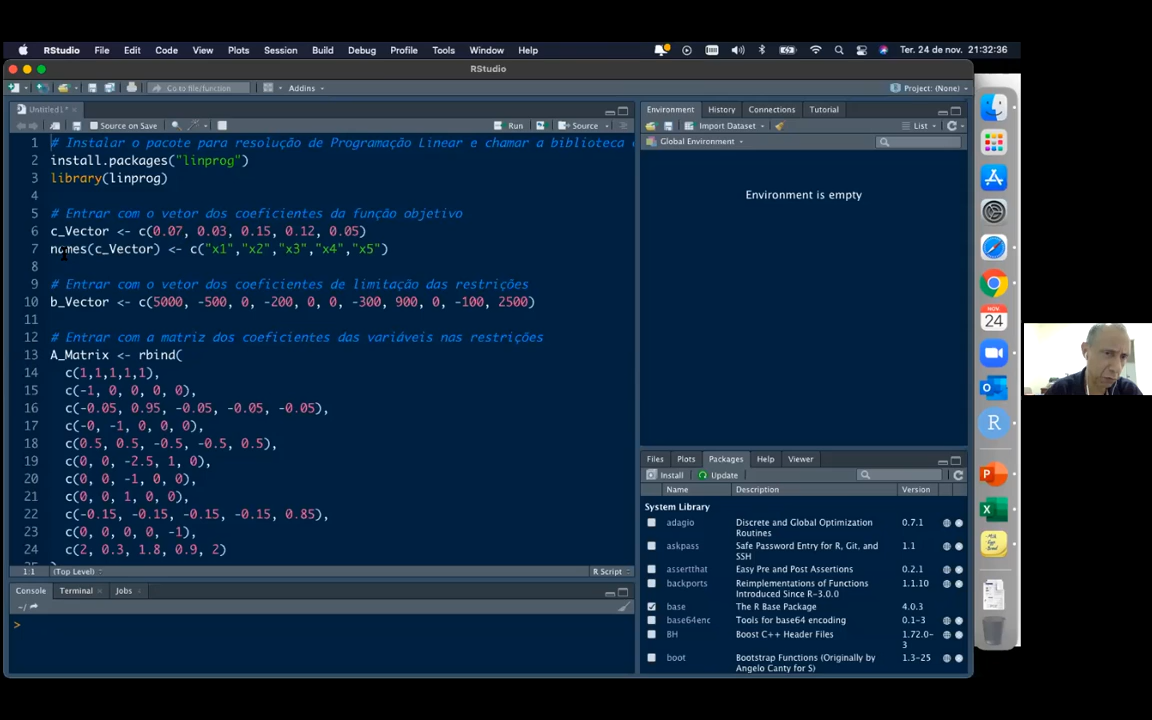 RStudio File Edit Code View Plots Session Build Debug Profile Tools Window Help Ter. 24 de nov. 21:32:36
RStudio
Go to file/function Addins Project: (None)
Untitled1*
Source on Save Run Source
1 # Instalar o pacote para resolução de Programação Linear e chamar a biblioteca
2 install.packages("linprog")
3 library(linprog)
4
5 # Entrar com o vetor dos coeficientes da função objetivo
6 c_Vector <- c(0.07, 0.03, 0.15, 0.12, 0.05)
7 names(c_Vector) <- c("x1","x2","x3","x4","x5")
8
9 # Entrar com o vetor dos coeficientes de limitação das restrições
10 b_Vector <- c(5000, -500, 0, -200, 0, 0, -300, 900, 0, -100, 2500)
11
12 # Entrar com a matriz dos coeficientes das variáveis nas restrições
13 A_Matrix <- rbind(
14 c(1,1,1,1,1),
15 c(-1, 0, 0, 0, 0),
16 c(-0.05, 0.95, -0.05, -0.05, -0.05),
17 c(-0, -1, 0, 0, 0),
18 c(0.5, 0.5, -0.5, -0.5, 0.5),
19 c(0, 0, -2.5, 1, 0),
20 c(0, 0, -1, 0, 0),
21 c(0, 0, 1, 0, 0),
22 c(-0.15, -0.15, -0.15, -0.15, 0.85),
23 c(0, 0, 0, 0, -1),
24 c(2, 0.3, 1.8, 0.9, 2)
1:1 (Top Level) R Script
Console Terminal Jobs
~/
>
Environment History Connections Tutorial
Import Dataset List
Global Environment
Environment is empty
Files Plots Packages Help Viewer
Install Update
Name Description Version
System Library
adagio Discrete and Global Optimization Routines 0.7.1
askpass Safe Password Entry for R, Git, and SSH 1.1
assertthat Easy Pre and Post Assertions 0.2.1
backports Reimplementations of Functions Introduced Since R-3.0.0 1.1.10
base The R Base Package 4.0.3
base64enc Tools for base64 encoding 0.1-3
BH Boost C++ Header Files 1.72.0-3
boot Bootstrap Functions (Originally by Angelo Canty for S) 1.3-25
NOV
24
R
P
X